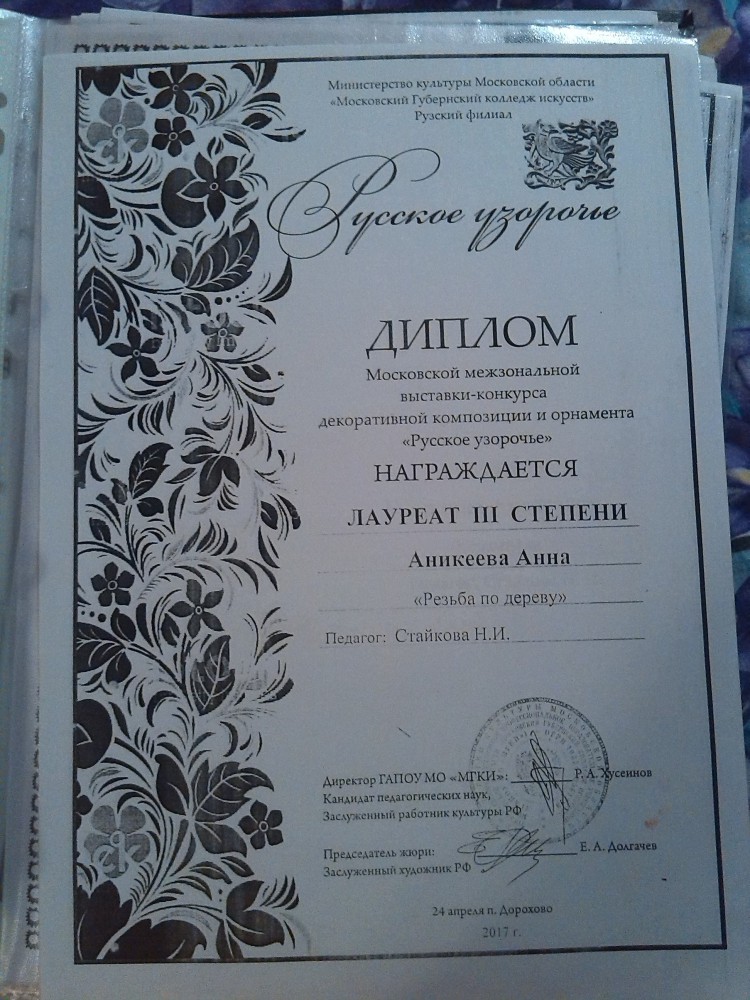 Министерство культуры Московской области
«Московский Губернский колледж искусств»
Рузский филиал
Русское узорочье
ДИПЛОМ
Московской межзональной
выставки-конкурса
декоративной композиции и орнамента
«Русское узорочье»
НАГРАЖДАЕТСЯ
ЛАУРЕАТ III СТЕПЕНИ
Аникеева Анна
«Резьба по дереву»
Педагог: Стайкова Н.И.
Директор ГАПОУ МО «МГКИ»: Р. А. Хусеинов
Кандидат педагогических наук,
Заслуженный работник культуры РФ
Председатель жюри: Е. А. Долгачев
Заслуженный художник РФ
24 апреля п. Дорохово
2017 г.